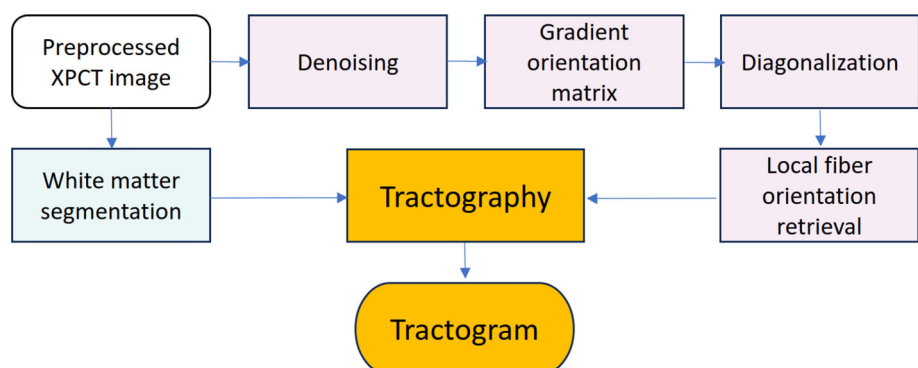 Preprocessed
XPCT image
Denoising
Gradient
orientation
matrix
Diagonalization
White matter
segmentation
Tractography
Local fiber
orientation
retrieval
Tractogram